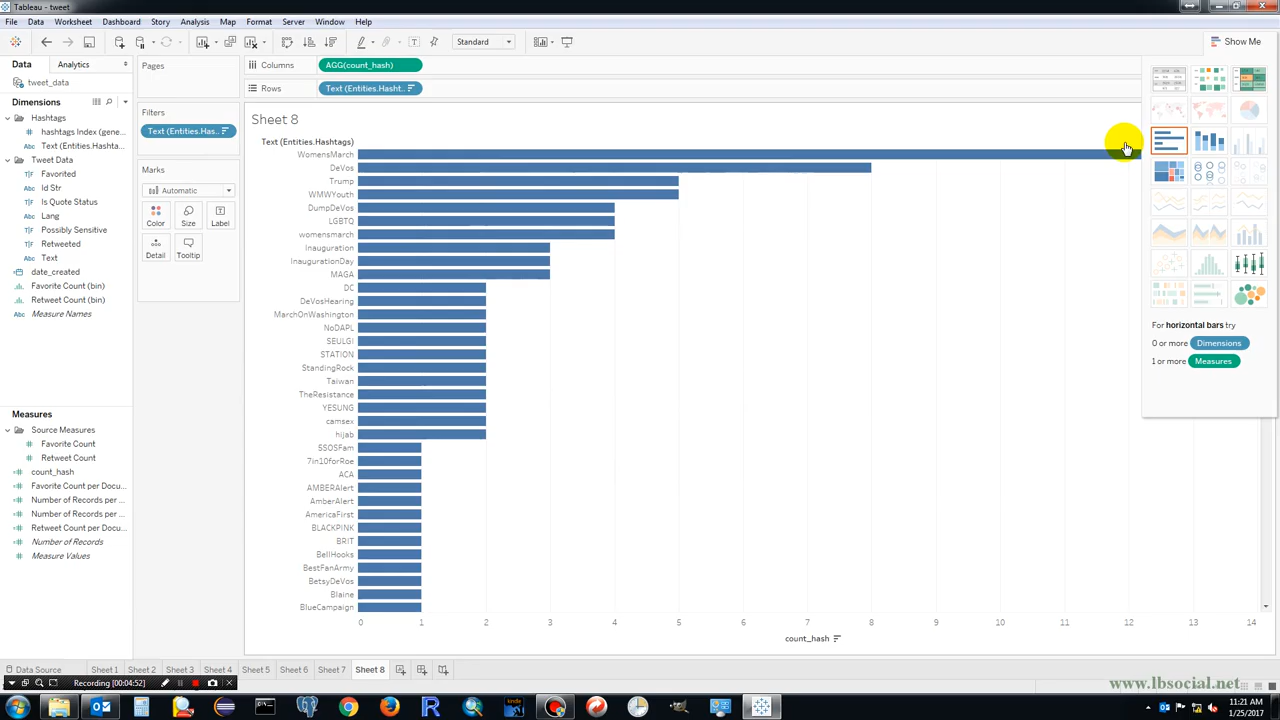 Tableau - tweet
File Data Worksheet Dashboard Story Analysis Map Format Server Window Help
Standard
Show Me
Data Analytics
tweet_data
Dimensions
Hashtags
hashtags Index (gene...
Text (Entities.Hashta...
Tweet Data
Favorited
Id Str
Is Quote Status
Lang
Possibly Sensitive
Retweeted
Text
date_created
Favorite Count (bin)
Retweet Count (bin)
Measure Names
Measures
Source Measures
Favorite Count
Retweet Count
count_hash
Favorite Count per Docu...
Number of Records per ...
Number of Records per ...
Retweet Count per Docu...
Number of Records
Measure Values
Pages
Filters
Text (Entities.Has..
Marks
Automatic
Color Size Label
Detail Tooltip
Columns AGG(count_hash)
Rows Text (Entities.Hasht..
Sheet 8
Text (Entities.Hashtags)
WomensMarch
DeVos
Trump
WMWYouth
DumpDeVos
LGBTQ
womensmarch
Inauguration
InaugurationDay
MAGA
DC
DeVosHearing
MarchOnWashington
NoDAPL
SEULGI
STATION
StandingRock
Taiwan
TheResistance
YESUNG
camsex
hijab
5SOSFam
7in10forRoe
ACA
AMBERAlert
AmberAlert
AmericaFirst
BLACKPINK
BRIT
BellHooks
BestFanArmy
BetsyDeVos
Blaine
BlueCampaign
0 1 2 3 4 5 6 7 8 9 10 11 12 13 14
count_hash
For horizontal bars try
0 or more Dimensions
1 or more Measures
Data Source Sheet 1 Sheet 2 Sheet 3 Sheet 4 Sheet 5 Sheet 6 Sheet 7 Sheet 8
Recording [00:04:52]
www.lbsocial.net
11:21 AM
1/25/2017